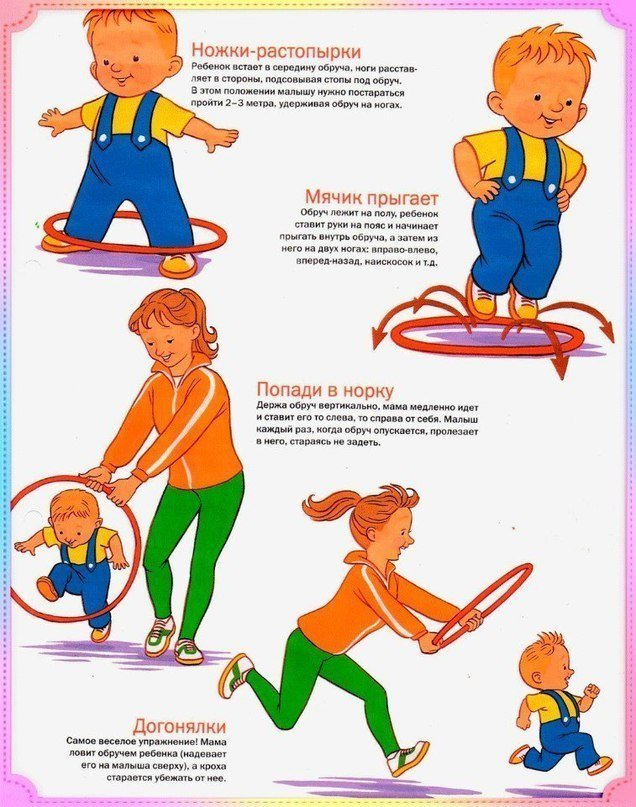 Ножки-растопырки
Ребенок встает в середину обруча, ноги расстав-
ляет в стороны, подсовывая стопы под обруч.
В этом положении малышу нужно постараться
пройти 2–3 метра, удерживая обруч на ногах.
Мячик прыгает
Обруч лежит на полу, ребенок
ставит руки на пояс и начинает
прыгать внутрь обруча, а затем из
него на двух ногах: вправо-влево,
вперед-назад, наискосок и т.д.
Попади в норку
Держа обруч вертикально, мама медленно идет
и ставит его то слева, то справа от себя. Малыш
каждый раз, когда обруч опускается, пролезает
в него, стараясь не задеть.
Догонялки
Самое веселое упражнение! Мама
ловит обручем ребенка (надевает
его на малыша сверху), а кроха
старается убежать от нее.